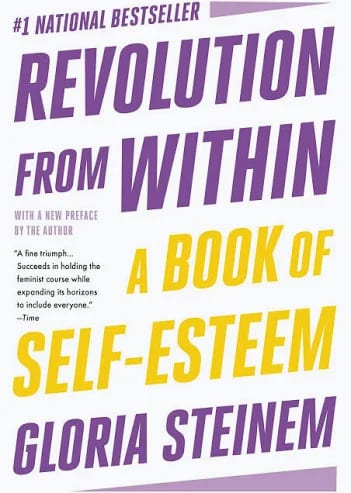 #1 NATIONAL BESTSELLER
REVOLUTION
FROM WITHIN
WITH A NEW PREFACE
BY THE AUTHOR
"A fine triumph...
Succeeds in holding the
feminist course while
expanding its horizons
to include everyone."
—Time
A BOOK OF
SELF-ESTEEM
GLORIA STEINEM